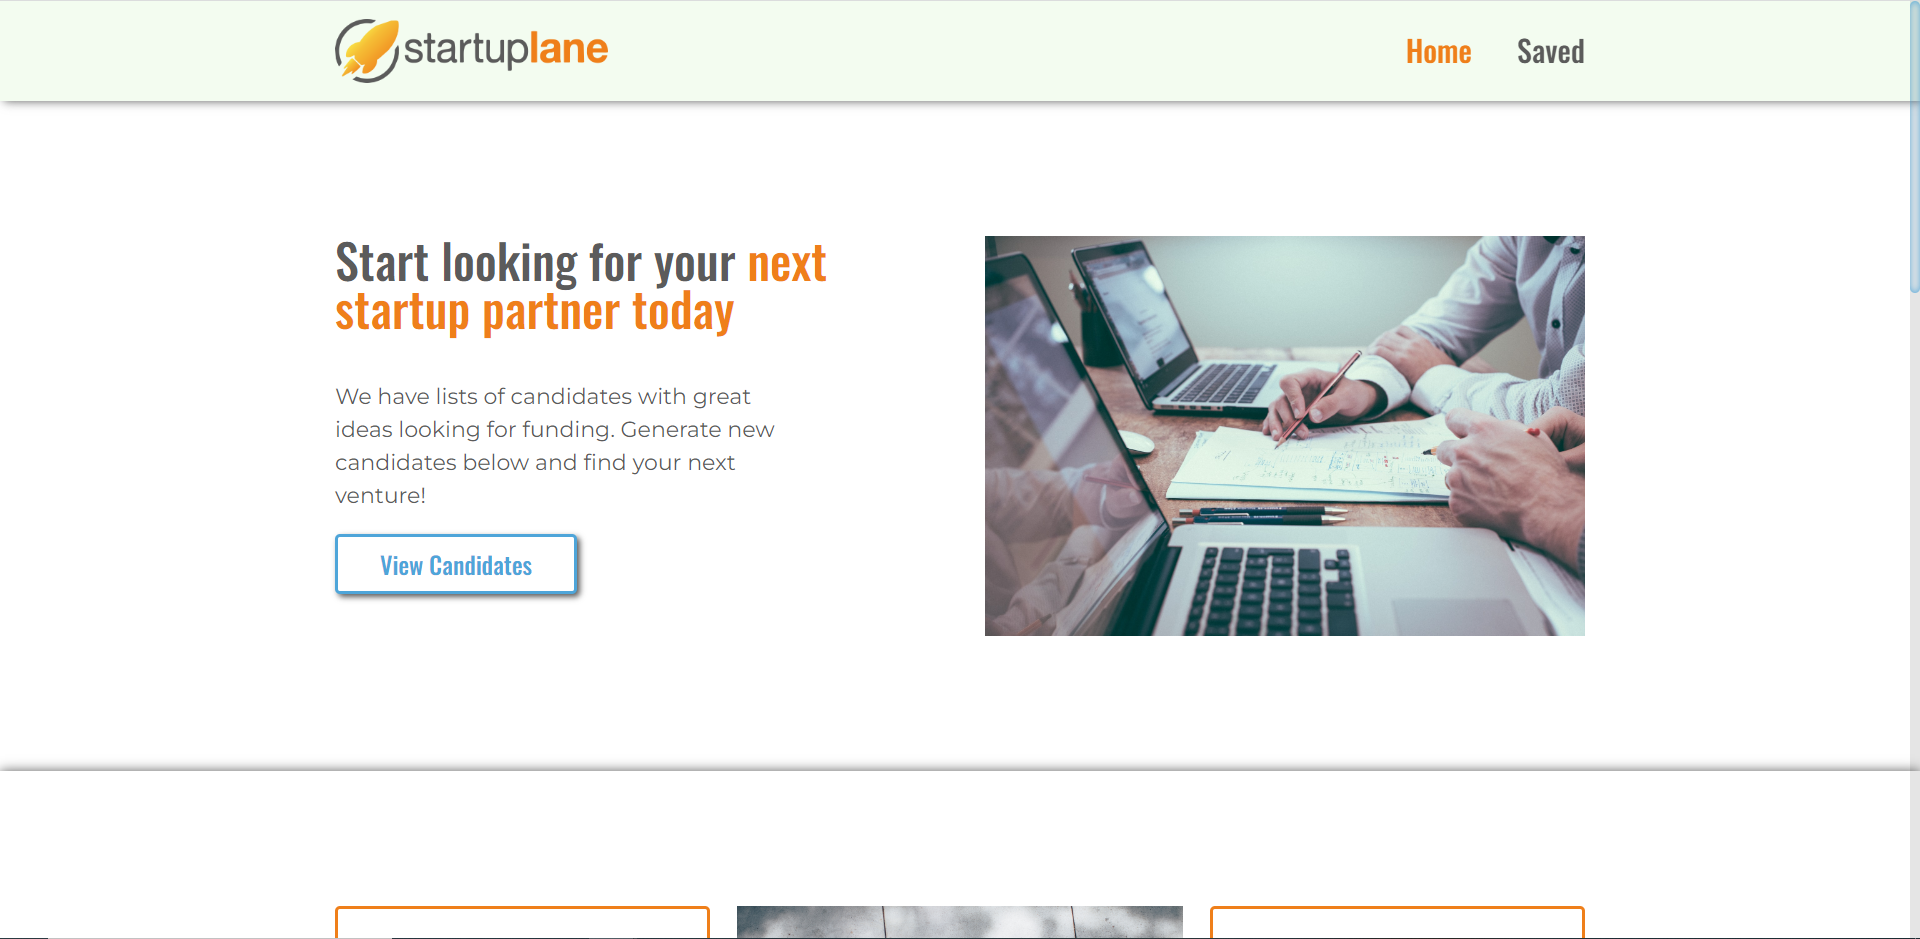 startuplane
Home
Saved
Start looking for your next
startup partner today
We have lists of candidates with great
ideas looking for funding. Generate new
candidates below and find your next
venture!
View Candidates